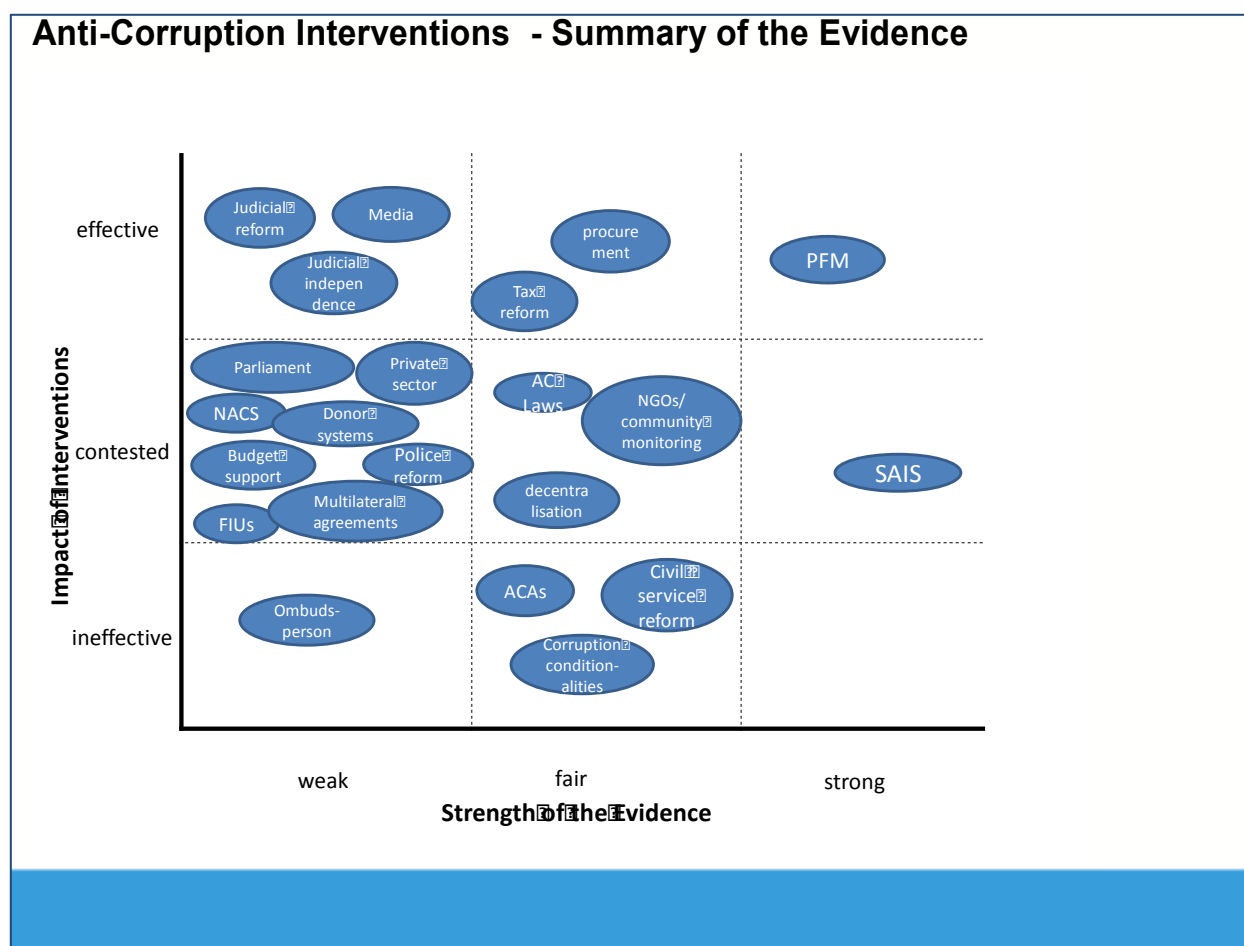 Anti-Corruption Interventions - Summary of the Evidence
Impact of Interventions
effective
contested
ineffective
Judicial
reform
Media
Judicial
indepen
dence
procure
ment
Tax
reform
PFM
Parliament
Private
sector
NACS
Donor
systems
Budget
support
Police
reform
FIUs
Multilateral
agreements
AC
Laws
NGOs/
community
monitoring
decentra
lisation
SAIS
Ombuds-
person
ACAs
Civil
service
reform
Corruption
condition-
alities
weak
fair
strong
Strength of the Evidence